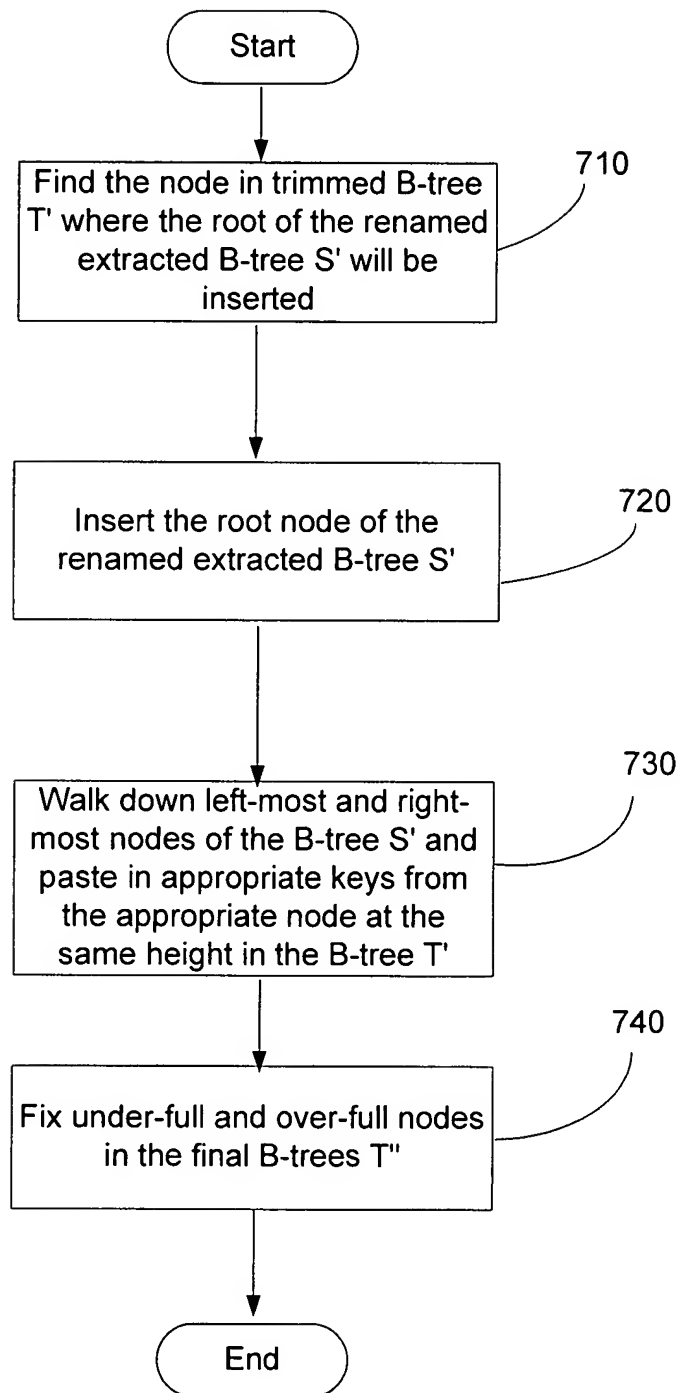 Start
710
Find the node in trimmed B-tree
T' where the root of the renamed
extracted B-tree S' will be
inserted
720
Insert the root node of the
renamed extracted B-tree S'
730
Walk down left-most and right-
most nodes of the B-tree S' and
paste in appropriate keys from
the appropriate node at the
same height in the B-tree T'
740
Fix under-full and over-full nodes
in the final B-trees T"
End